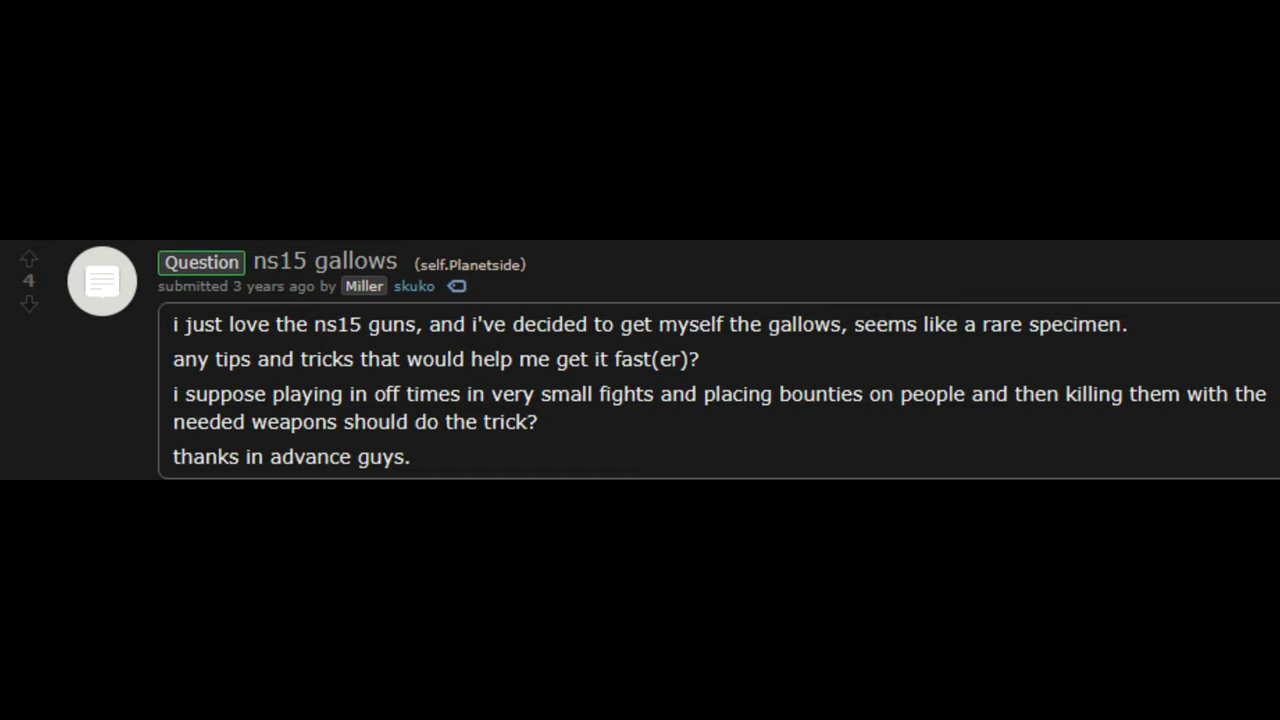 Question ns15 gallows (self.Planetside)
4
submitted 3 years ago by Miller skuko
i just love the ns15 guns, and i've decided to get myself the gallows, seems like a rare specimen.
any tips and tricks that would help me get it fast(er)?
i suppose playing in off times in very small fights and placing bounties on people and then killing them with the
needed weapons should do the trick?
thanks in advance guys.